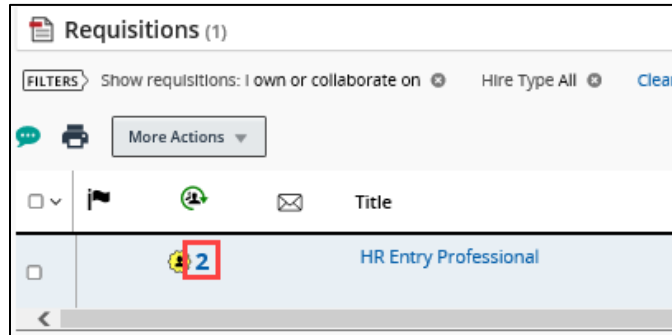 Requisitions (1)
FILTERS Show requisitions: I own or collaborate on Hire Type All Clear
More Actions
Title
2 HR Entry Professional